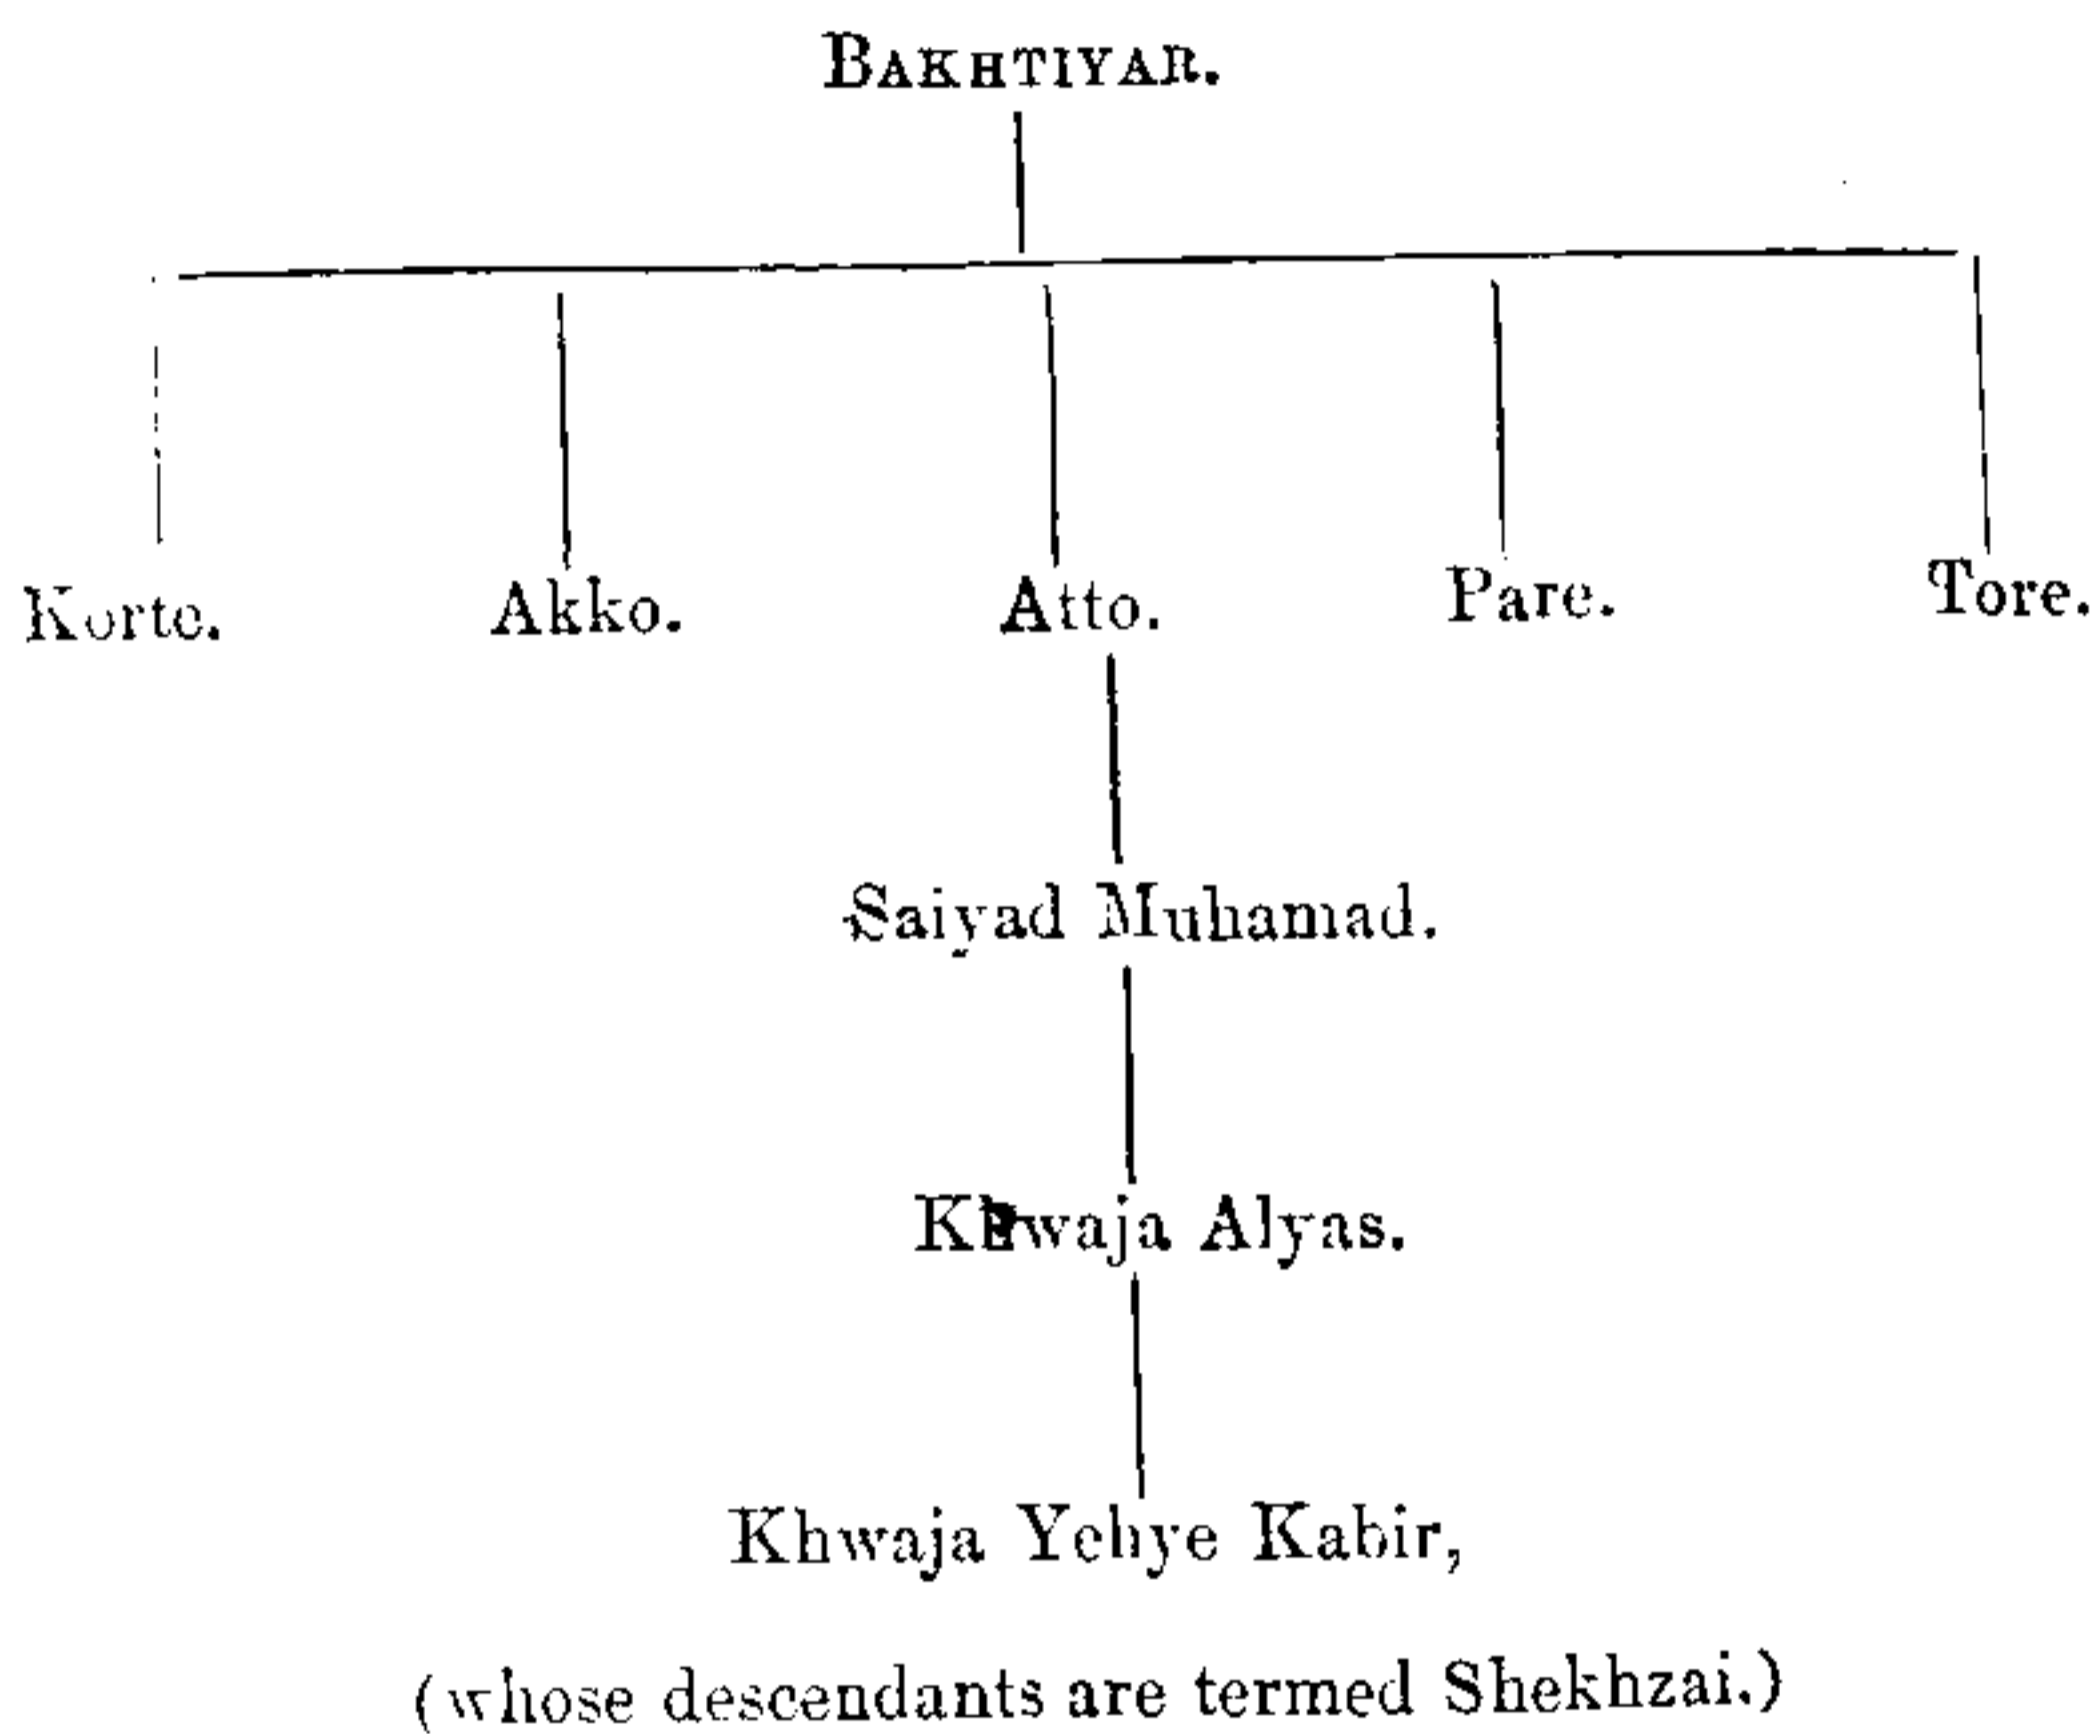 BAKHTIYAR.
Korte. Akko. Atto. Pare. Tore.
Saiyad Muhamad.
Khwaja Alyas.
Khwaja Yehye Kabir,
(whose descendants are termed Shekhzai.)